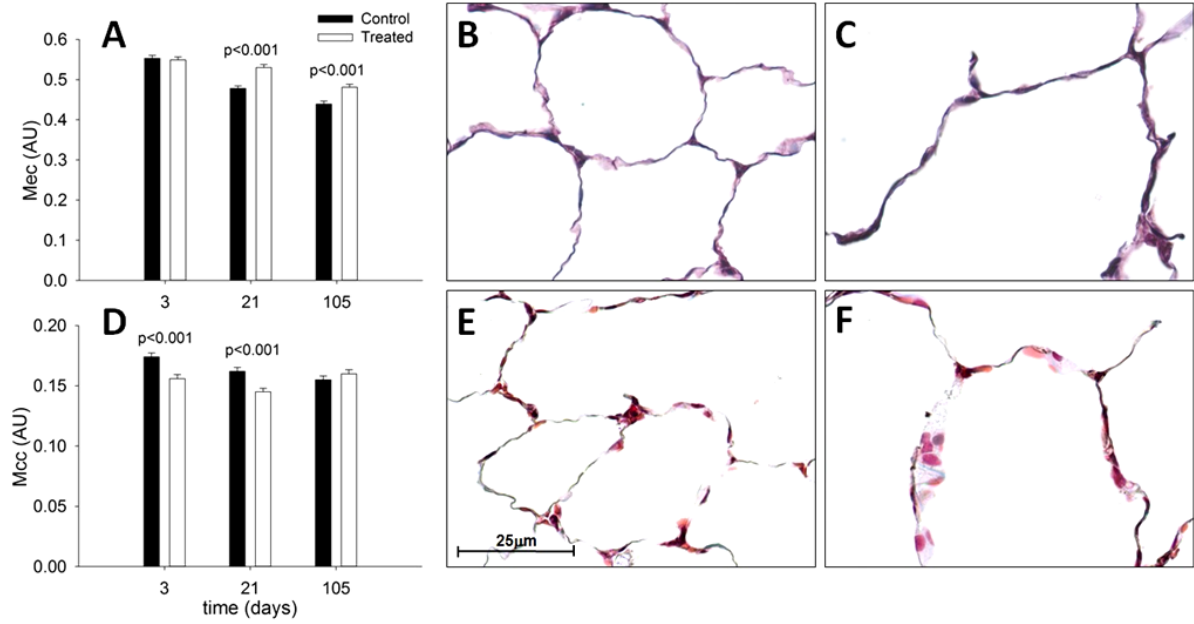 A
Control
Treated
0.6
0.5
0.4
0.3
0.2
0.1
0.0
Mec (AU)
p<0.001
p<0.001
3
21
105
B
C
D
0.20
0.15
0.10
0.05
0.00
Mcc (AU)
p<0.001
p<0.001
3
21
105
time (days)
E
25µm
F